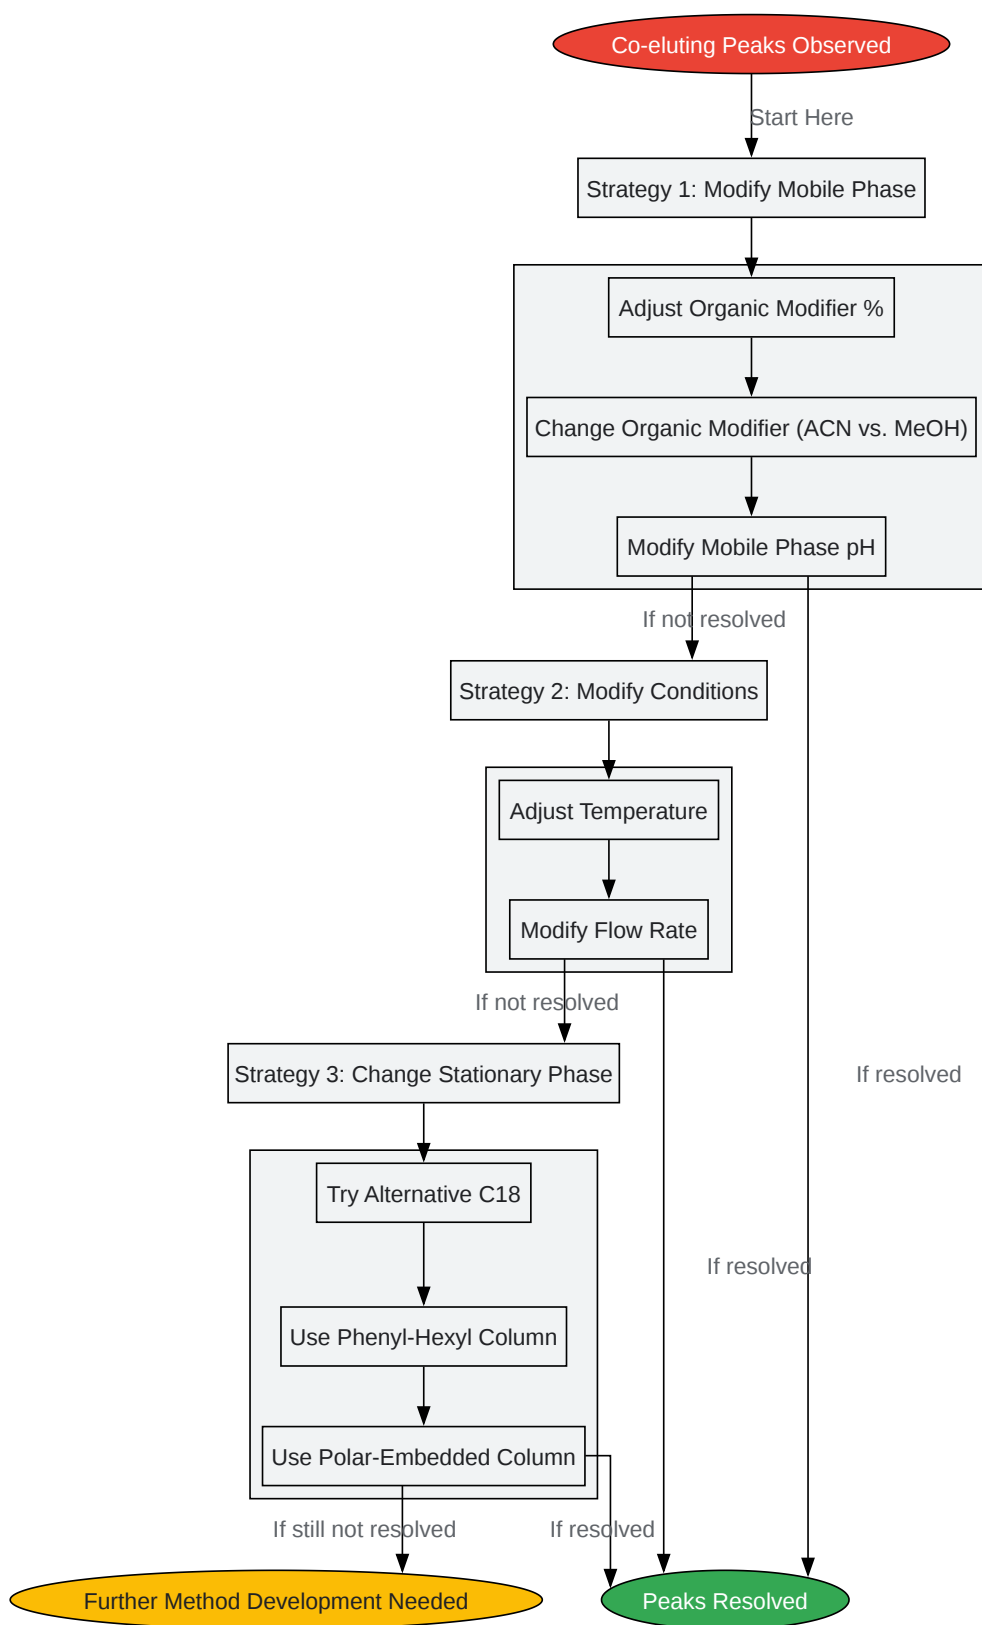 Co-eluting Peaks Observed
Start Here
Strategy 1: Modify Mobile Phase
Adjust Organic Modifier %
Change Organic Modifier (ACN vs. MeOH)
Modify Mobile Phase pH
If not resolved
Strategy 2: Modify Conditions
Adjust Temperature
Modify Flow Rate
If not resolved
Strategy 3: Change Stationary Phase
If resolved
Try Alternative C18
If resolved
Use Phenyl-Hexyl Column
Use Polar-Embedded Column
If still not resolved
If resolved
Further Method Development Needed
Peaks Resolved